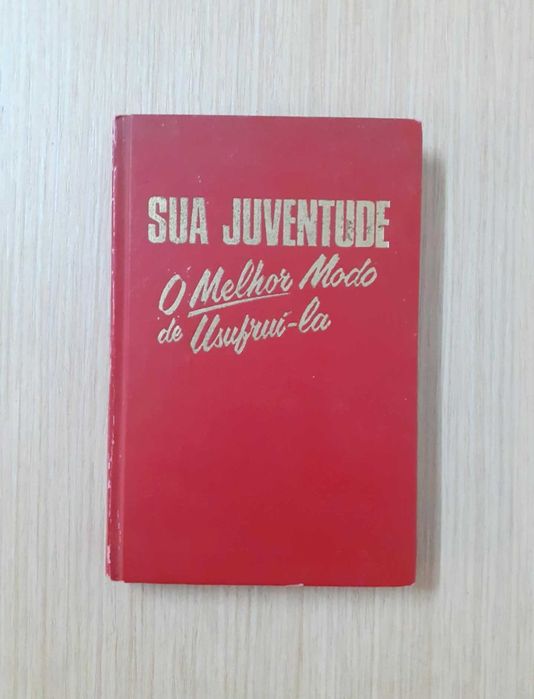 SUA JUVENTUDE
O Melhor Modo
de Usufruí-la